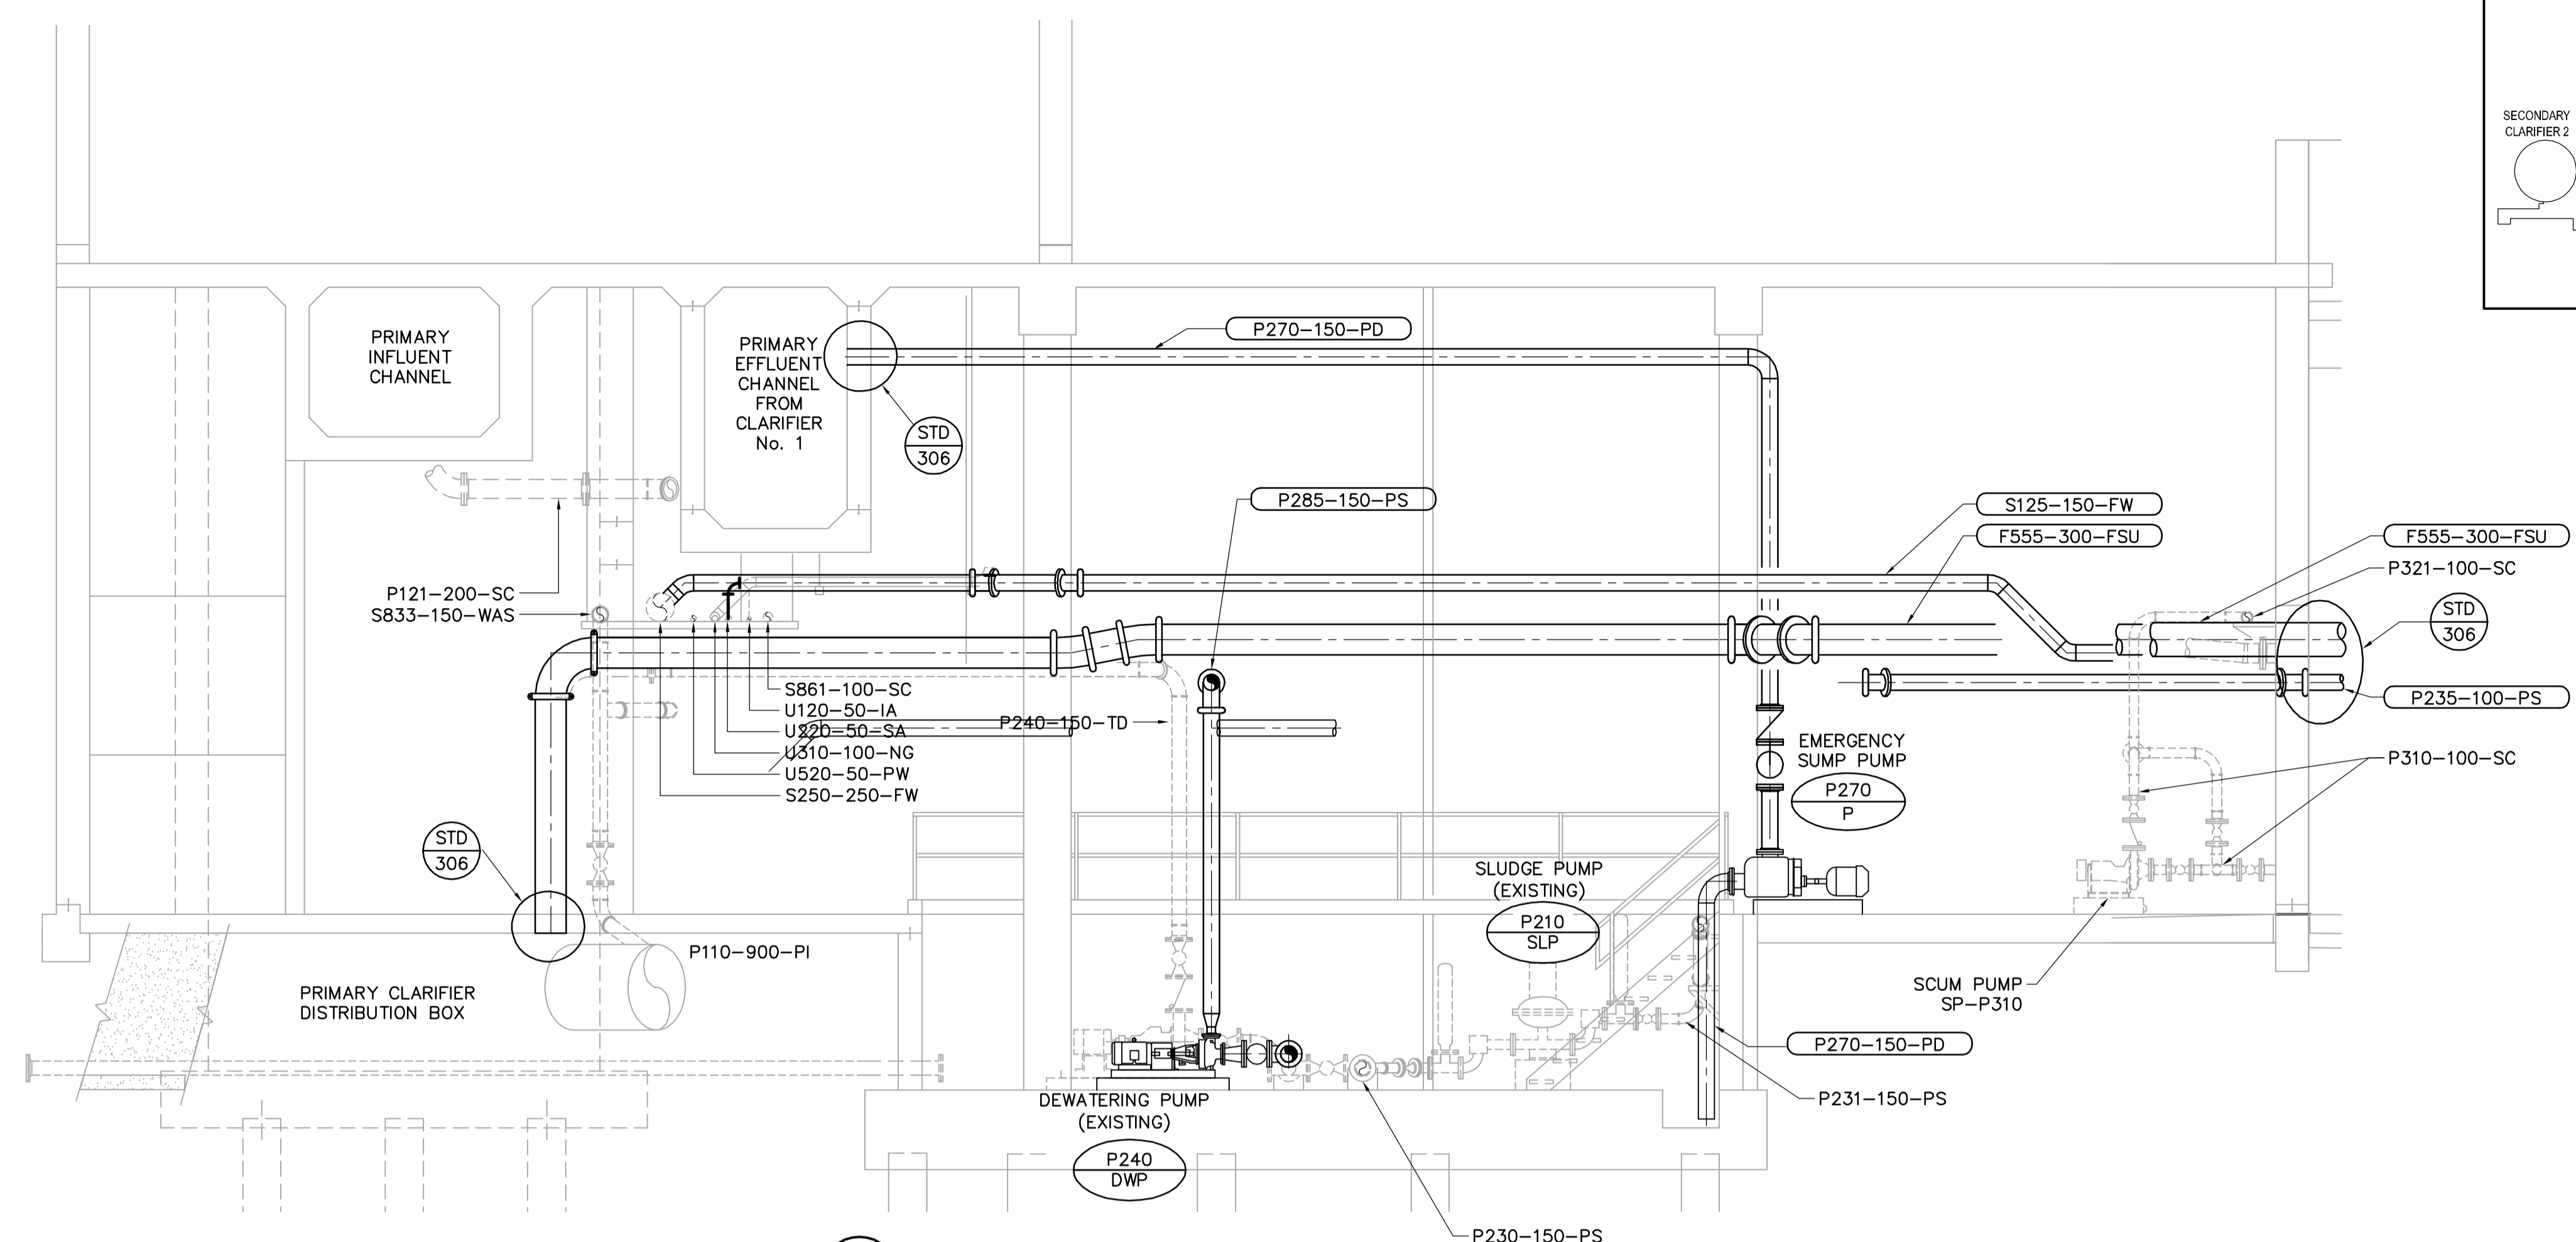 SECONDARY
CLARIFIER 2
PRIMARY
INFLUENT
CHANNEL
PRIMARY
EFFLUENT
CHANNEL
FROM
CLARIFIER
No. 1
P270-150-PD
STD
306
P285-150-PS
S125-150-FW
F555-300-FSU
F555-300-FSU
P321-100-SC
STD
306
P235-100-PS
P121-200-SC
S833-150-WAS
S861-100-SC
U120-50-IA
U220-50-SA
U310-100-NG
U520-50-PW
S250-250-FW
P240-150-TD
EMERGENCY
SUMP PUMP
P270
P
P310-100-SC
STD
306
SLUDGE PUMP
(EXISTING)
P210
SLP
P110-900-PI
PRIMARY CLARIFIER
DISTRIBUTION BOX
SCUM PUMP
SP-P310
P270-150-PD
P231-150-PS
DEWATERING PUMP
(EXISTING)
P240
DWP
P230-150-PS